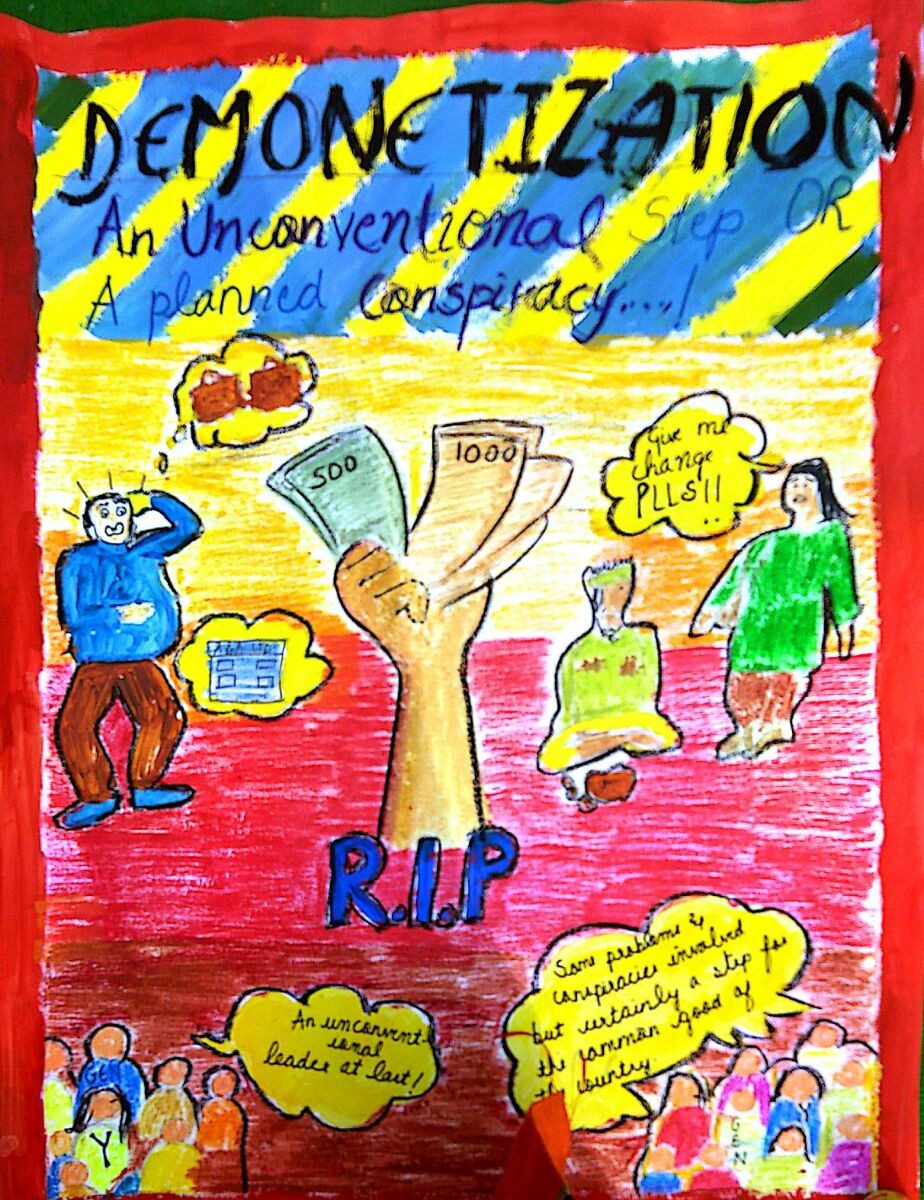 DEMONETIZATION
An Unconventional Step OR
A planned Conspiracy..../
500
1000
Give me
change
PLLS!!
R.I.P
An unconvent
ional
leader at last!
Some problems &
conspiracies involved
but certainly a step for
the common good of
the country.
GEN
Y
GEN